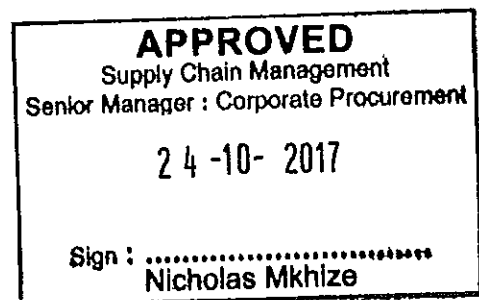 APPROVED
Supply Chain Management
Senior Manager : Corporate Procurement
24 -10- 2017
Sign : ....................................
Nicholas Mkhize